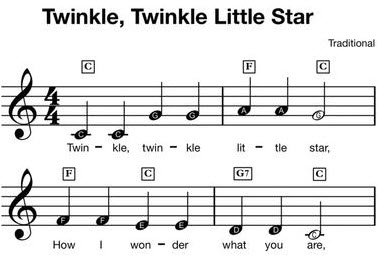 Twinkle, Twinkle Little Star
Traditional
C F C
4
4
C C G G A A G
Twin - kle, twin - kle lit - tle star,
F C G7 C
F F E E D D C
How I won - der what you are,